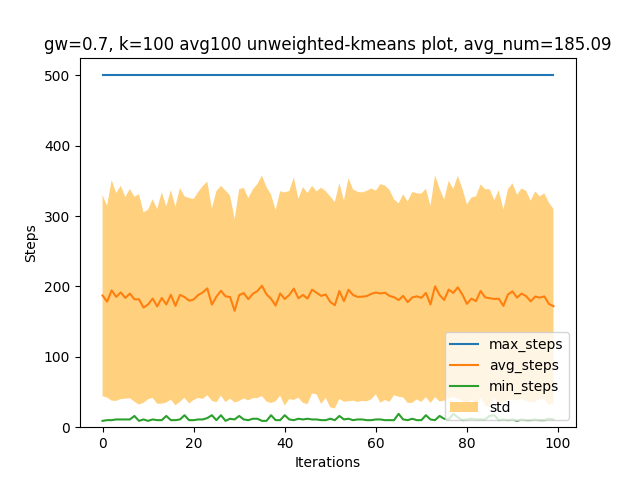 gw=0.7, k=100 avg100 unweighted-kmeans plot, avg_num=185.09
500
400
300
200
100
0
Steps
max_steps
avg_steps
min_steps
std
0 20 40 60 80 100
Iterations